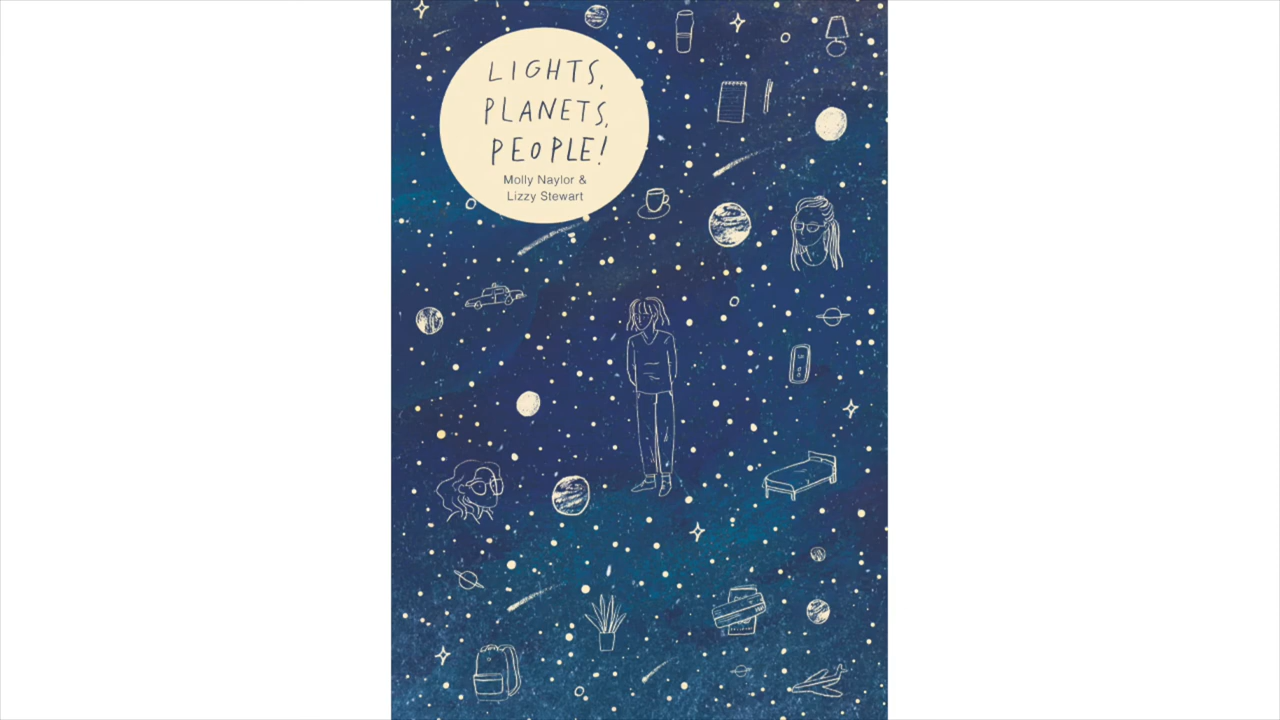 LIGHTS,
PLANETS,
PEOPLE!
Molly Naylor &
Lizzy Stewart